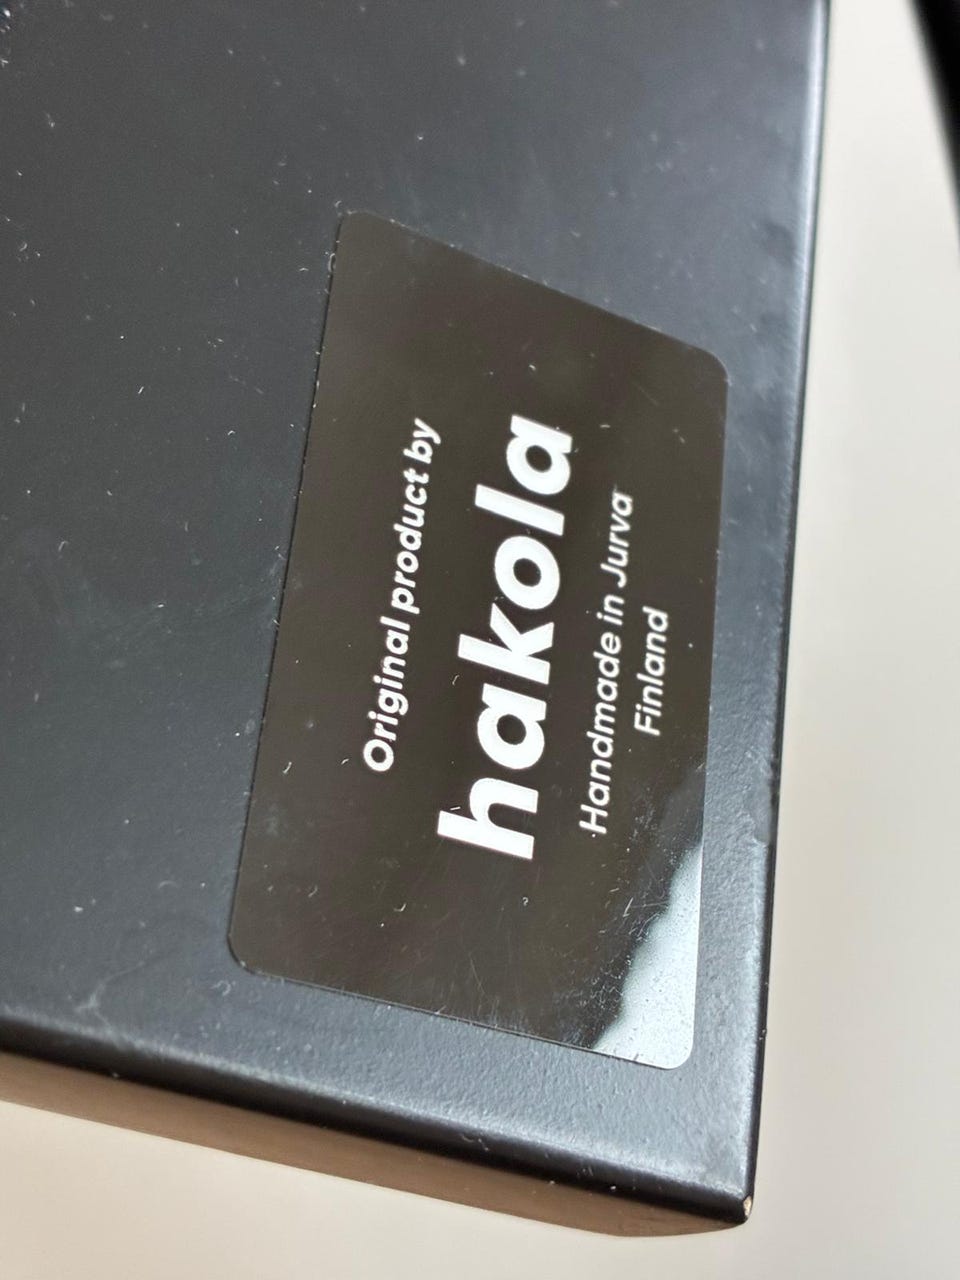 Original product by
hakola
Handmade in Jurva
Finland